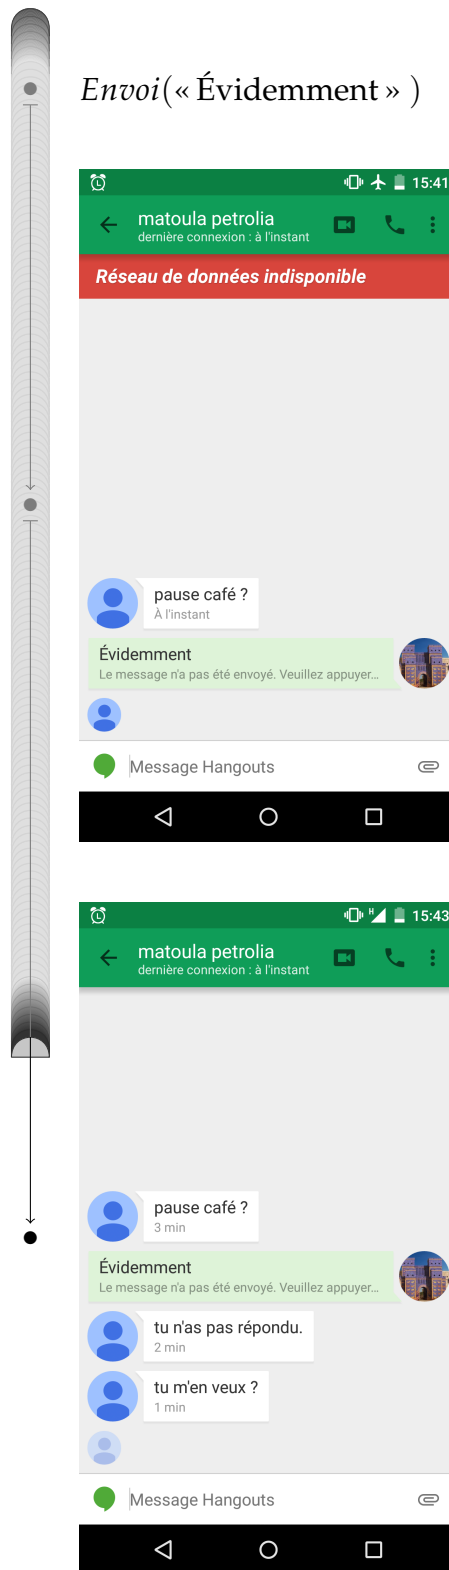 Envoi(« Évidemment » )
15:41
matoula petrolia
dernière connexion : à l'instant
Réseau de données indisponible
pause café ?
À l'instant
Évidemment
Le message n'a pas été envoyé. Veuillez appuyer…
Message Hangouts
H 15:43
matoula petrolia
dernière connexion : à l'instant
pause café ?
3 min
Évidemment
Le message n'a pas été envoyé. Veuillez appuyer…
tu n'as pas répondu.
2 min
tu m'en veux ?
1 min
Message Hangouts